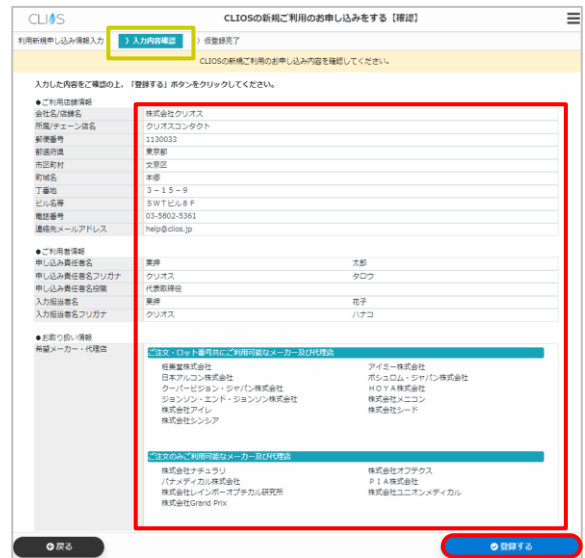 CLIOS
CLIOSの新規ご利用のお申し込みをする【確認】
利用新規申し込み情報入力 〉入力内容確認 〉仮登録完了
CLIOSの新規ご利用のお申し込み内容を確認してください。
入力した内容をご確認の上、「登録する」ボタンをクリックしてください。
●ご利用店舗情報
会社名/店舗名 株式会社クリオス
所属/チェーン店名 クリオスコンタクト
郵便番号 1130033
都道府県 東京都
市区町村 文京区
町域名 本郷
丁番地 3－15－9
ビル名等 SWTビル8F
電話番号 03-5802-5361
連絡先メールアドレス help@clios.jp
●ご利用者情報
申し込み責任者名 栗押 太郎
申し込み責任者名フリガナ クリオス タロウ
申し込み責任者名役職 代表取締役
入力担当者名 栗押 花子
入力担当者名フリガナ クリオス ハナコ
●お取り扱い情報
希望メーカー・代理店
ご注文・ロット番号共にご利用可能なメーカー及び代理店
粧美堂株式会社 アイミー株式会社
日本アルコン株式会社 ボシュロム・ジャパン株式会社
クーパービジョン・ジャパン株式会社 HOYA株式会社
ジョンソン・エンド・ジョンソン株式会社 株式会社メニコン
株式会社アイレ 株式会社シード
株式会社シンシア
ご注文のみご利用可能なメーカー及び代理店
株式会社ナチュラリ 株式会社オフテクス
パナメディカル株式会社 PIA株式会社
株式会社レインボーオプチカル研究所 株式会社ユニオンメディカル
株式会社Grand Prix
戻る
登録する